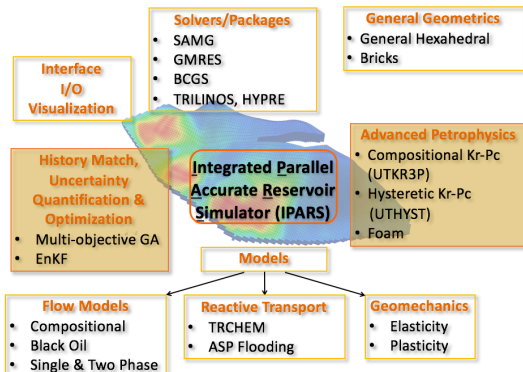 Solvers/Packages
• SAMG
• GMRES
• BCGS
• TRILINOS, HYPRE
General Geometrics
• General Hexahedral
• Bricks
Interface
I/O
Visualization
Advanced Petrophysics
• Compositional Kr-Pc
(UTKR3P)
• Hysteretic Kr-Pc
(UTHYST)
• Foam
History Match,
Uncertainty
Quantification &
Optimization
• Multi-objective GA
• EnKF
Integrated Parallel
Accurate Reservoir
Simulator (IPARS)
Models
Flow Models
• Compositional
• Black Oil
• Single & Two Phase
Reactive Transport
• TRCHEM
• ASP Flooding
Geomechanics
• Elasticity
• Plasticity